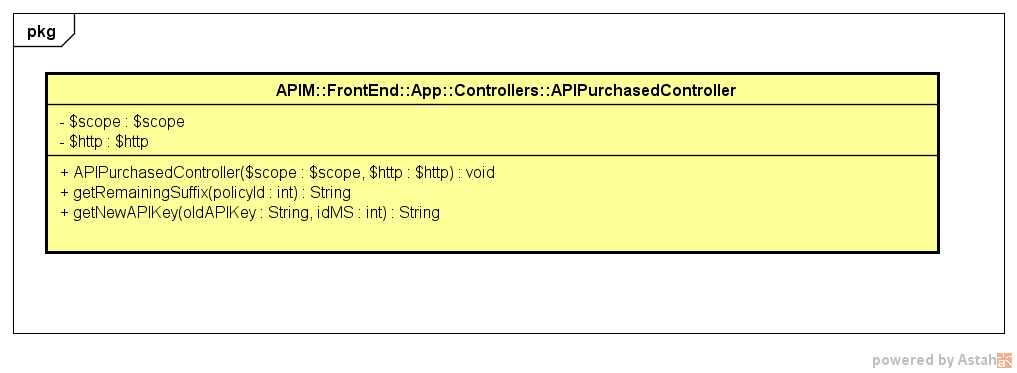 pkg
APIM::FrontEnd::App::Controllers::APIPurchasedController
- $scope : $scope
- $http : $http
+ APIPurchasedController($scope : $scope, $http : $http) : void
+ getRemainingSuffix(policyId : int) : String
+ getNewAPIKey(oldAPIKey : String, idMS : int) : String
powered by Astah